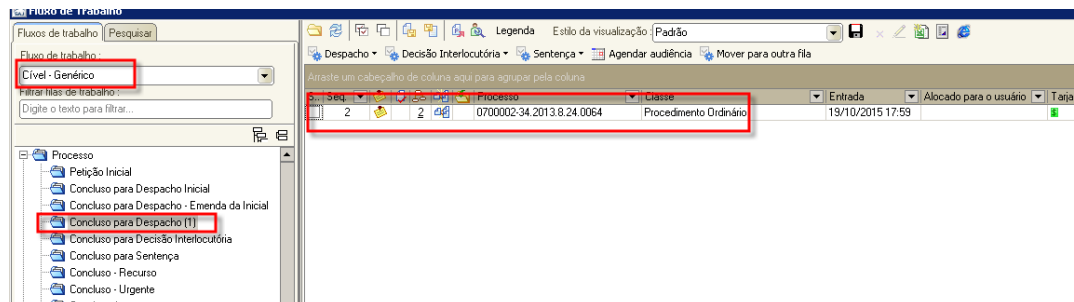 Fluxo de Trabalho
Fluxos de trabalho Pesquisar
Legenda Estilo da visualização Padrão
Fluxo de trabalho :
Despacho Decisão Interlocutória Sentença Agendar audiência Mover para outra fila
Cível - Genérico
Arraste um cabeçalho de coluna aqui para agrupar pela coluna
Filtrar filas de trabalho :
S.. Seq. Processo Classe Entrada Alocado para o usuário Tarja
Digite o texto para filtrar...
2 2 0700002-34.2013.8.24.0064 Procedimento Ordinário 19/10/2015 17:59
Processo
Petição Inicial
Concluso para Despacho Inicial
Concluso para Despacho - Emenda da Inicial
Concluso para Despacho (1)
Concluso para Decisão Interlocutória
Concluso para Sentença
Concluso - Recurso
Concluso - Urgente